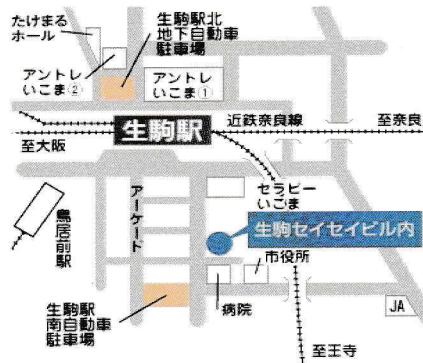 たけまる
ホール
生駒駅北
地下自動車
駐車場
アントレ
いこま②
アントレ
いこま①
生駒駅
近鉄奈良線
至奈良
至大阪
アーケード
セラビー
いこま
鳥居前駅
生駒セイセイビル内
市役所
病院
生駒駅
南自動車
駐車場
JA
至王寺